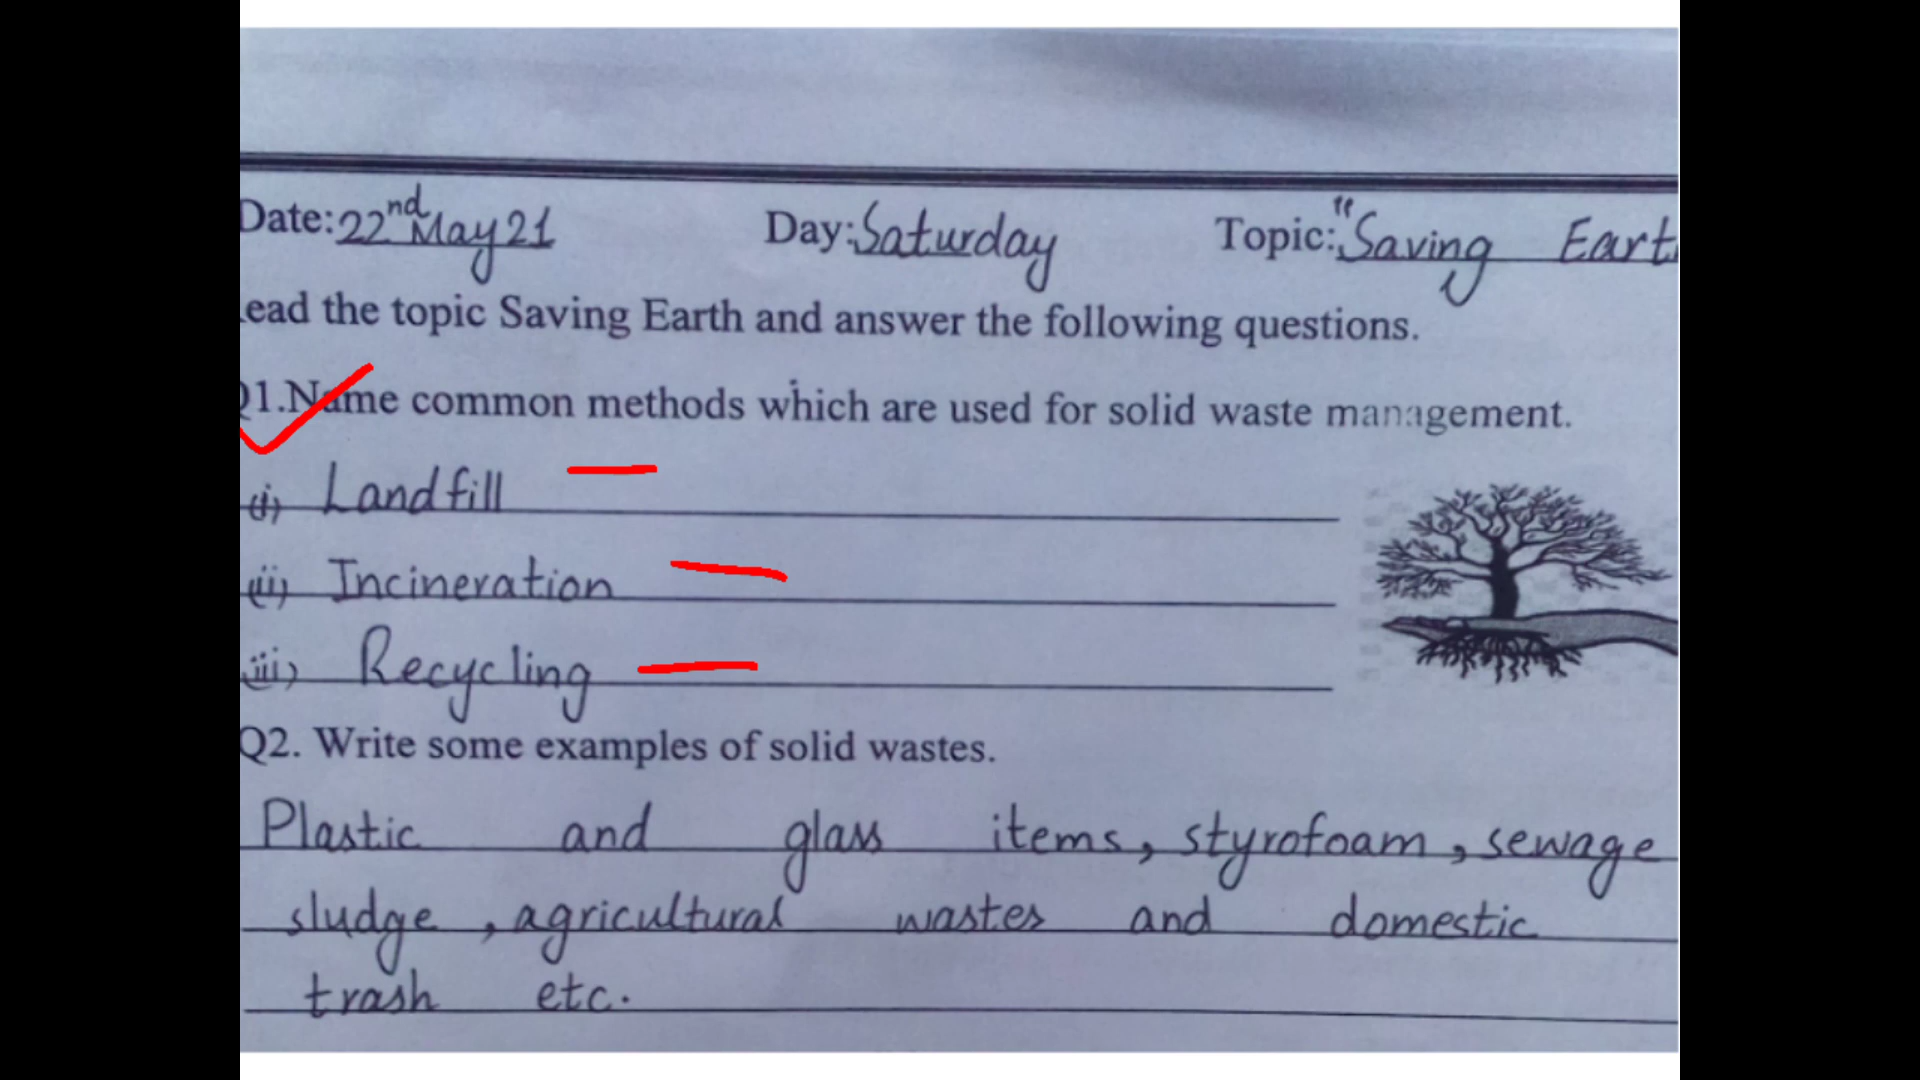 Date: 22nd May 21 Day: Saturday Topic: "Saving Eart
ead the topic Saving Earth and answer the following questions.
Q1.Name common methods which are used for solid waste management.
(i) Landfill
(ii) Incineration
(iii) Recycling
Q2. Write some examples of solid wastes.
Plastic and glass items, styrofoam, sewage
sludge, agricultural wastes and domestic
trash etc.